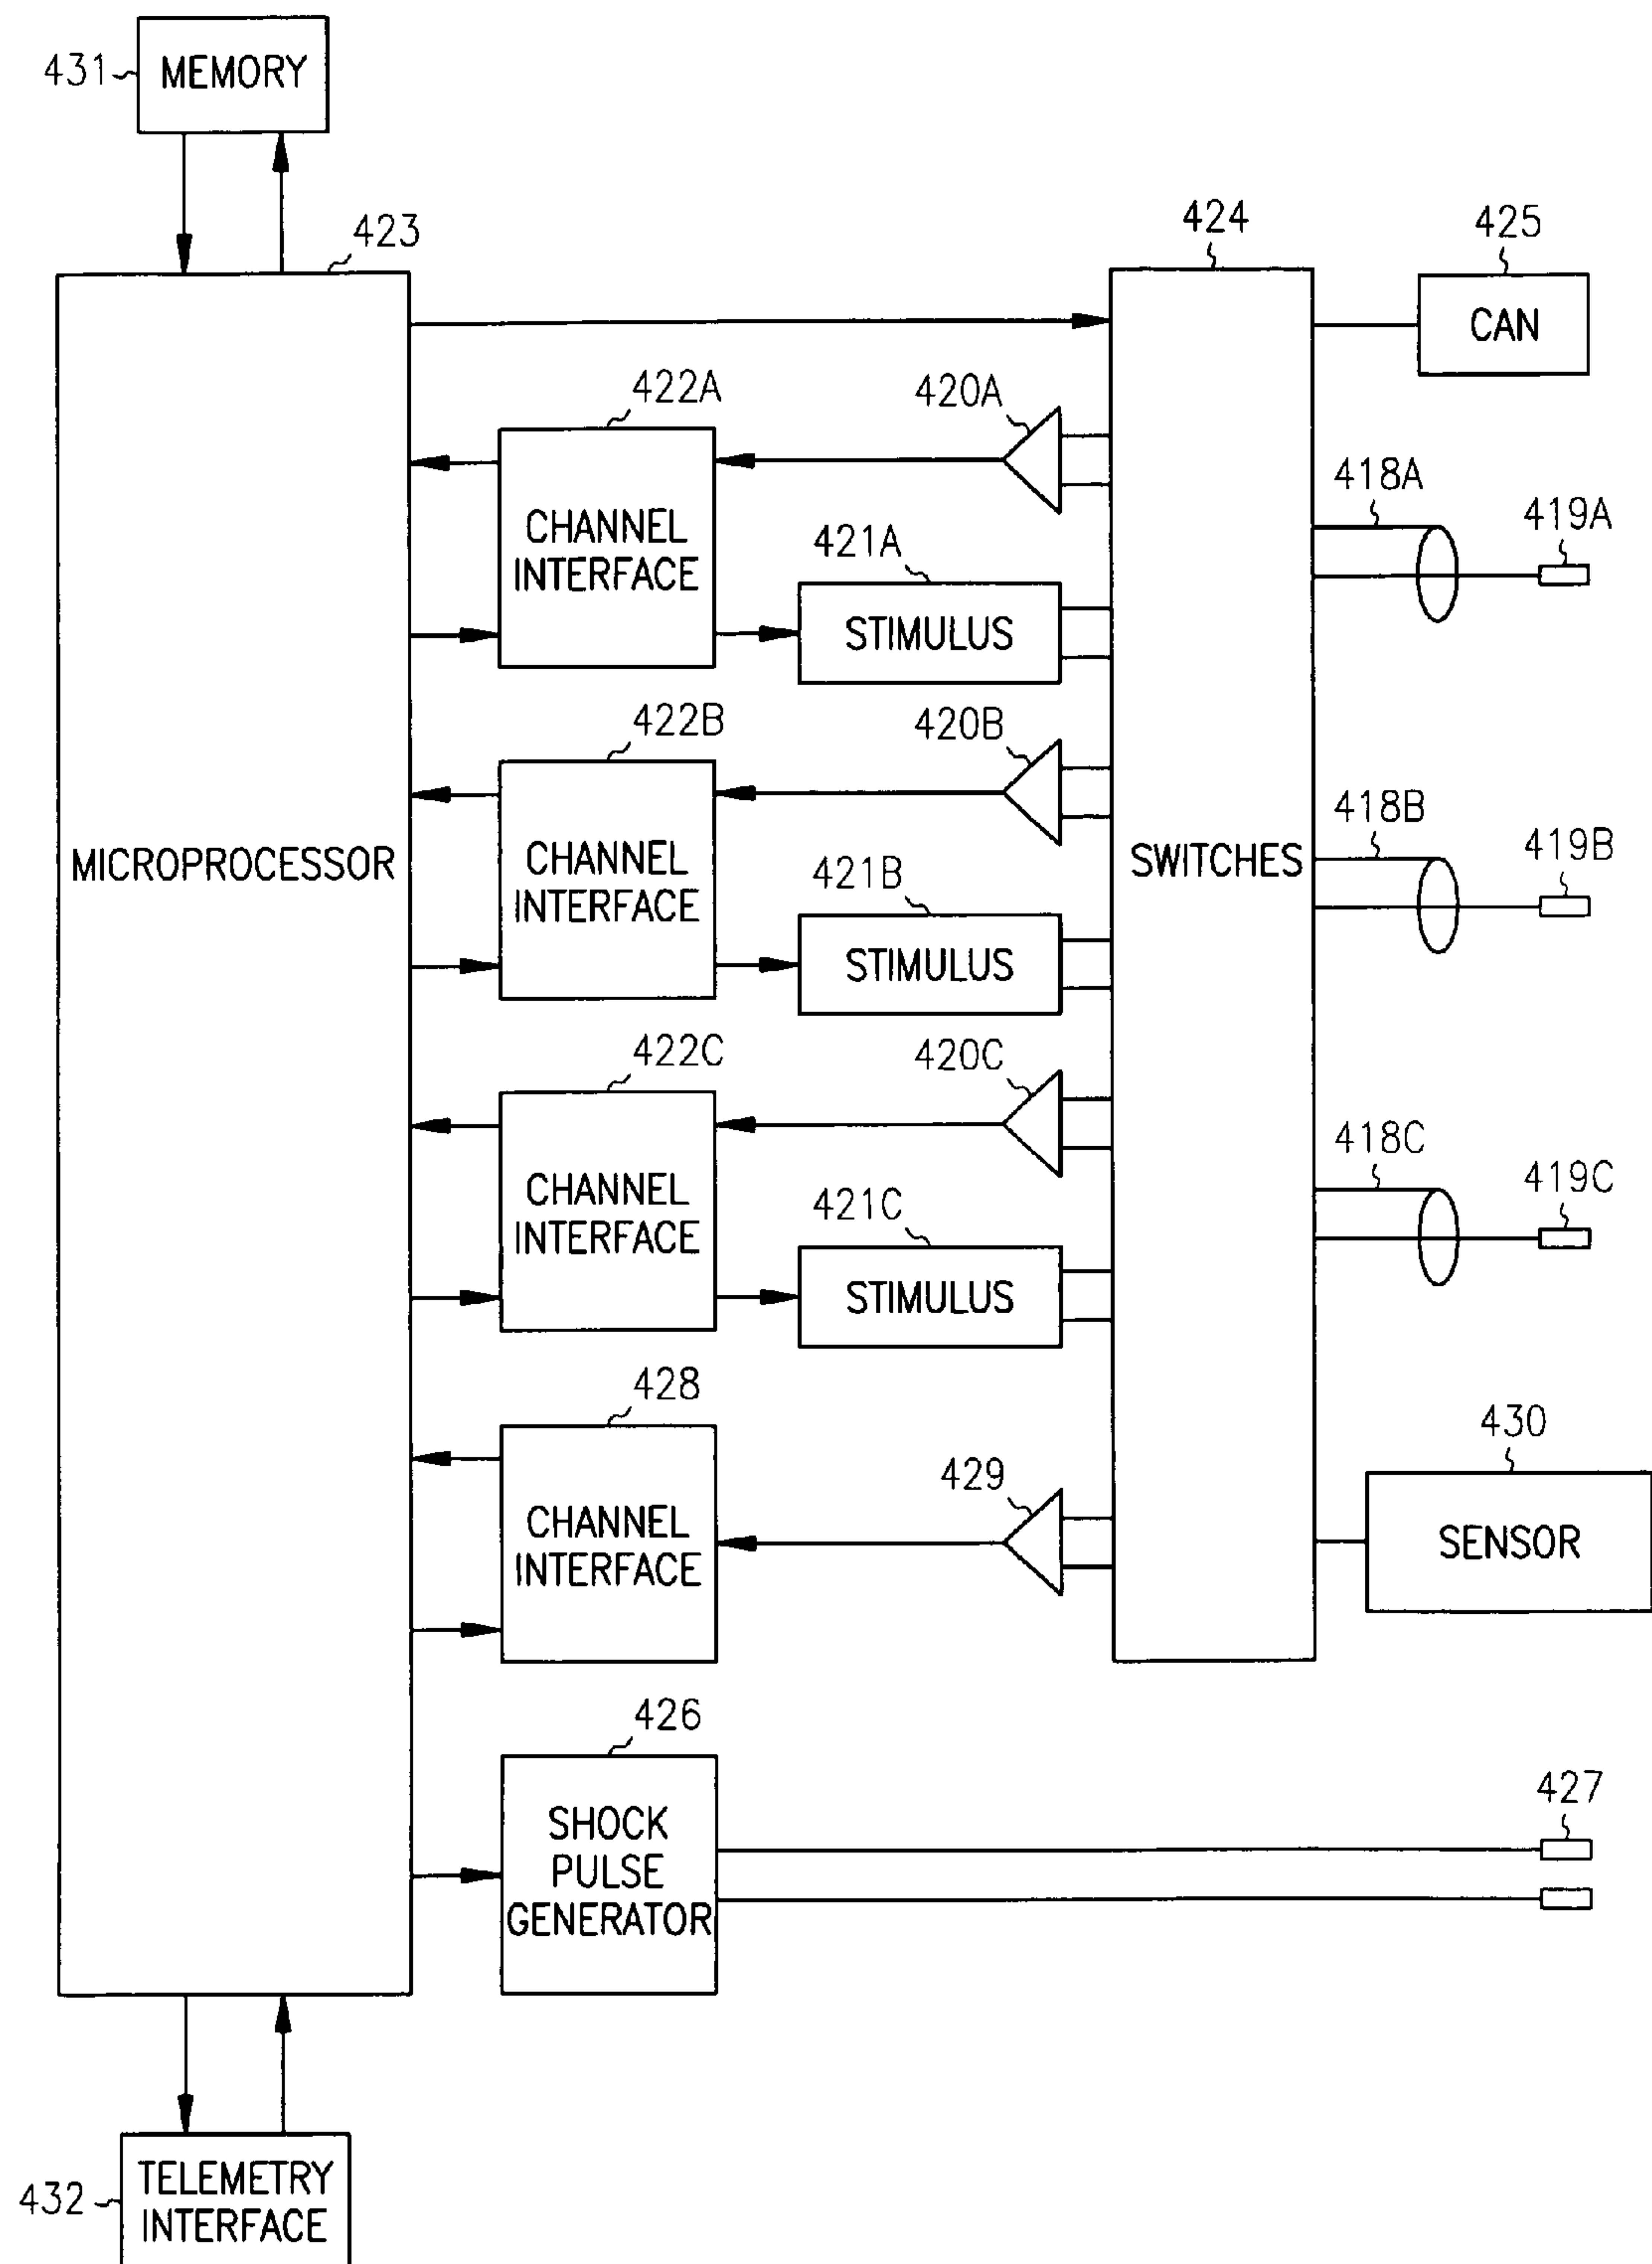 431
MEMORY
423
424
425
CAN
422A
420A
CHANNEL
INTERFACE
418A
419A
421A
STIMULUS
422B
420B
MICROPROCESSOR
CHANNEL
INTERFACE
SWITCHES
418B
419B
421B
STIMULUS
422C
420C
CHANNEL
INTERFACE
418C
419C
421C
STIMULUS
428
CHANNEL
INTERFACE
429
430
SENSOR
426
SHOCK
PULSE
GENERATOR
427
432
TELEMETRY
INTERFACE